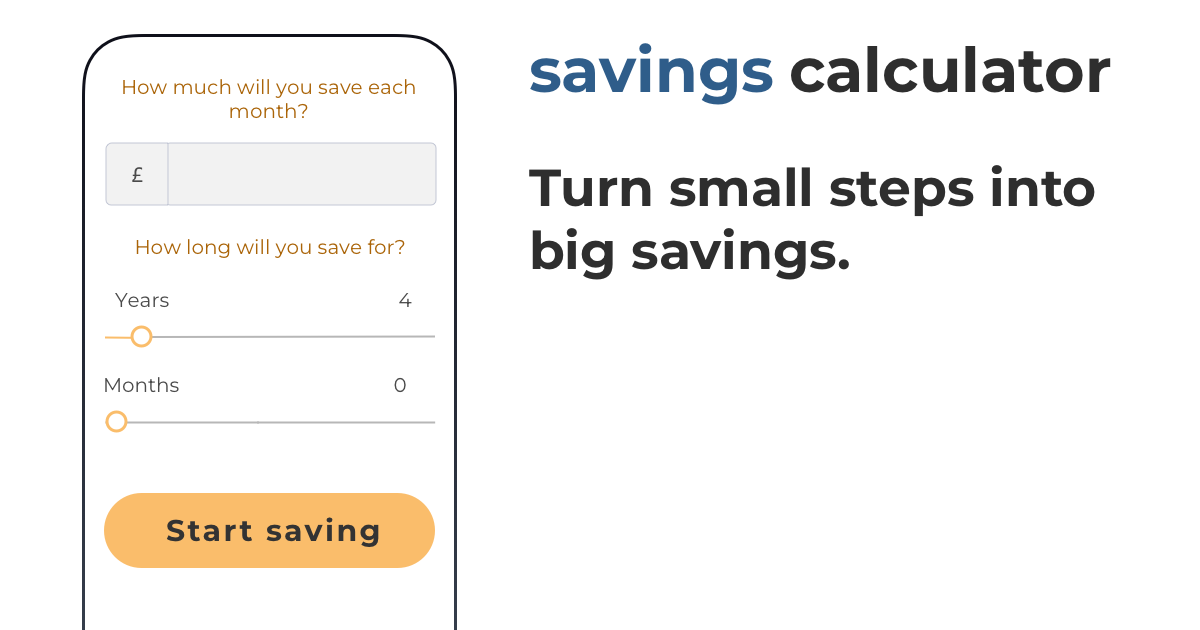 How much will you save each
month?
£
How long will you save for?
Years 4
Months 0
Start saving
savings calculator
Turn small steps into
big savings.